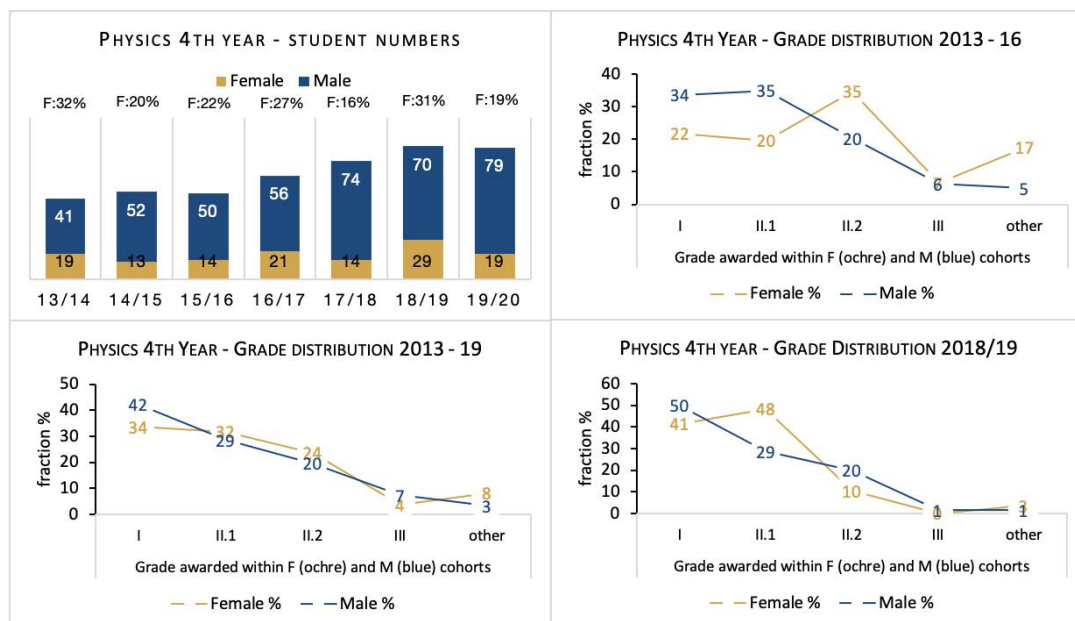 PHYSICS 4TH YEAR - STUDENT NUMBERS
Female Male
F:32% F:20% F:22% F:27% F:16% F:31% F:19%
41 52 50 56 74 70 79
19 13 14 21 14 29 19
13/14 14/15 15/16 16/17 17/18 18/19 19/20
PHYSICS 4TH YEAR - GRADE DISTRIBUTION 2013 - 16
fraction %
40
30
20
10
0
34 35 20 6 5
22 20 35 6 17
I II.1 II.2 III other
Grade awarded within F (ochre) and M (blue) cohorts
Female % Male %
PHYSICS 4TH YEAR - GRADE DISTRIBUTION 2013 - 19
fraction %
50
40
30
20
10
0
42 29 20 7 3
34 32 24 4 8
I II.1 II.2 III other
Grade awarded within F (ochre) and M (blue) cohorts
Female % Male %
PHYSICS 4TH YEAR - GRADE DISTRIBUTION 2018/19
fraction %
60
50
40
30
20
10
0
50 29 20 1 1
41 48 10 0 3
I II.1 II.2 III other
Grade awarded within F (ochre) and M (blue) cohorts
Female % Male %